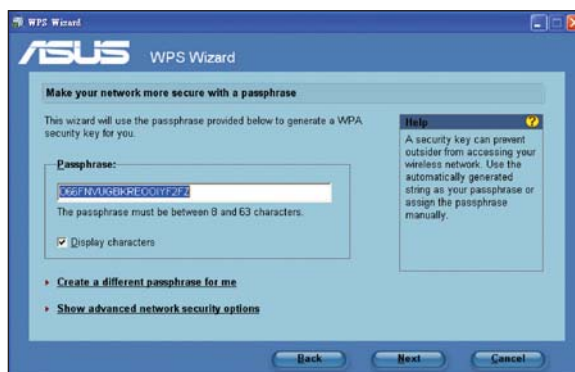 WPS Wizard
ASUS WPS Wizard
Make your network more secure with a passphrase
This wizard will use the passphrase provided below to generate a WPA
security key for you.
Passphrase:
The passphrase must be between 8 and 63 characters.
Display characters
Create a different passphrase for me
Show advanced network security options
Help
A security key can prevent
outsider from accessing your
wireless network. Use the
automatically generated
string as your passphrase or
assign the passphrase
manually.
Back
Next
Cancel